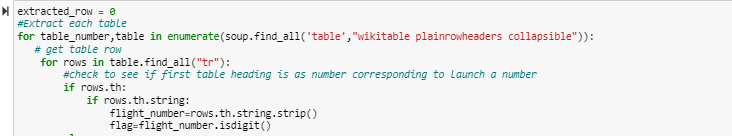 extracted_row = 0
#Extract each table
for table_number,table in enumerate(soup.find_all('table',"wikitable plainrowheaders collapsible")):
   # get table row
    for rows in table.find_all("tr"):
        #check to see if first table heading is as number corresponding to launch a number
        if rows.th:
            if rows.th.string:
                flight_number=rows.th.string.strip()
                flag=flight_number.isdigit()